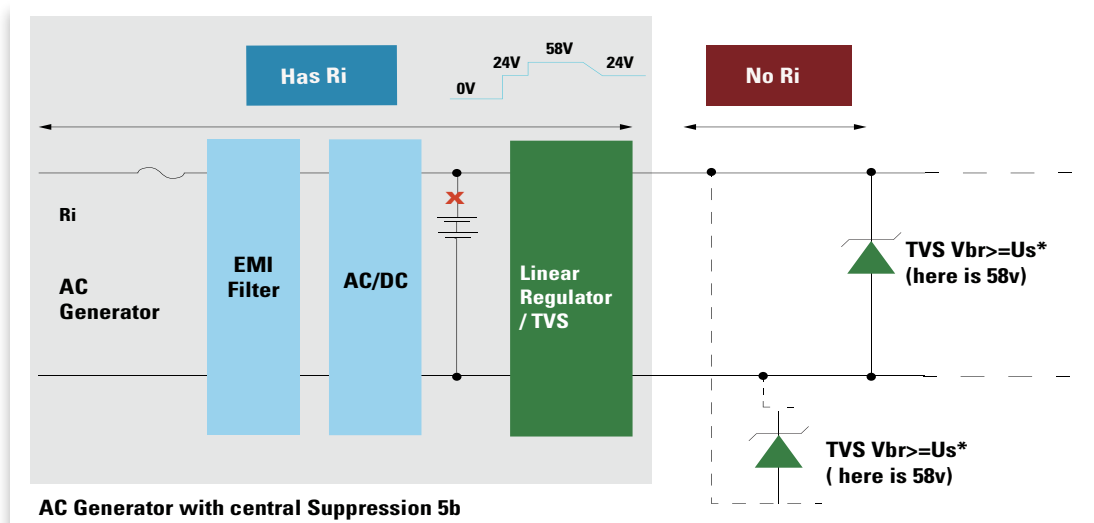 Has Ri
0V
24V
58V
24V
No Ri
Ri
AC
Generator
EMI
Filter
AC/DC
Linear
Regulator
/ TVS
TVS Vbr>=Us*
(here is 58v)
TVS Vbr>=Us*
( here is 58v)
AC Generator with central Suppression 5b